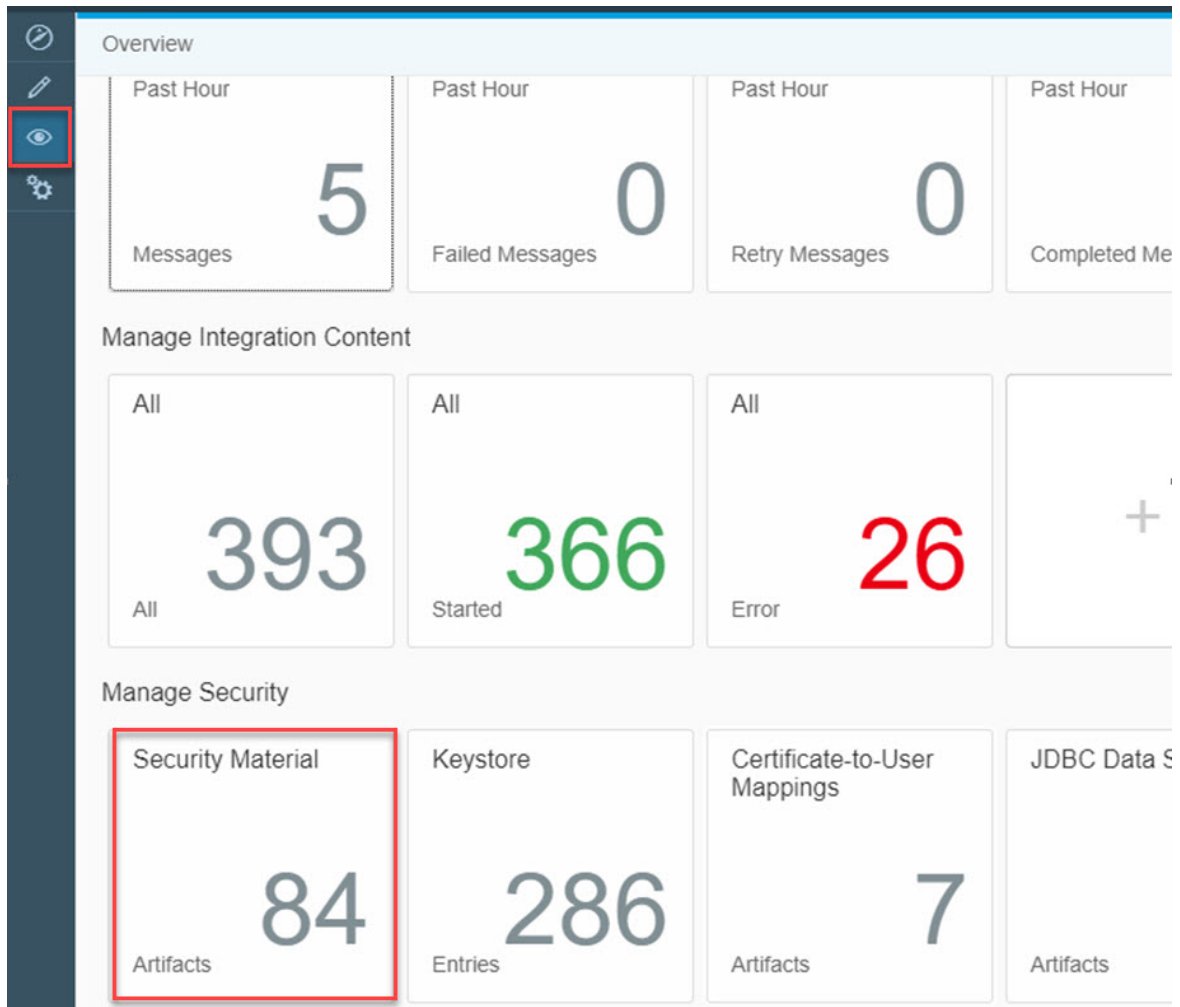 Overview
Past Hour
Past Hour
Past Hour
Past Hour
5
0
0
Messages
Failed Messages
Retry Messages
Completed Me
Manage Integration Content
All
All
All
393
366
26
+
All
Started
Error
Manage Security
Security Material
Keystore
Certificate-to-User
Mappings
JDBC Data S
84
286
7
Artifacts
Entries
Artifacts
Artifacts